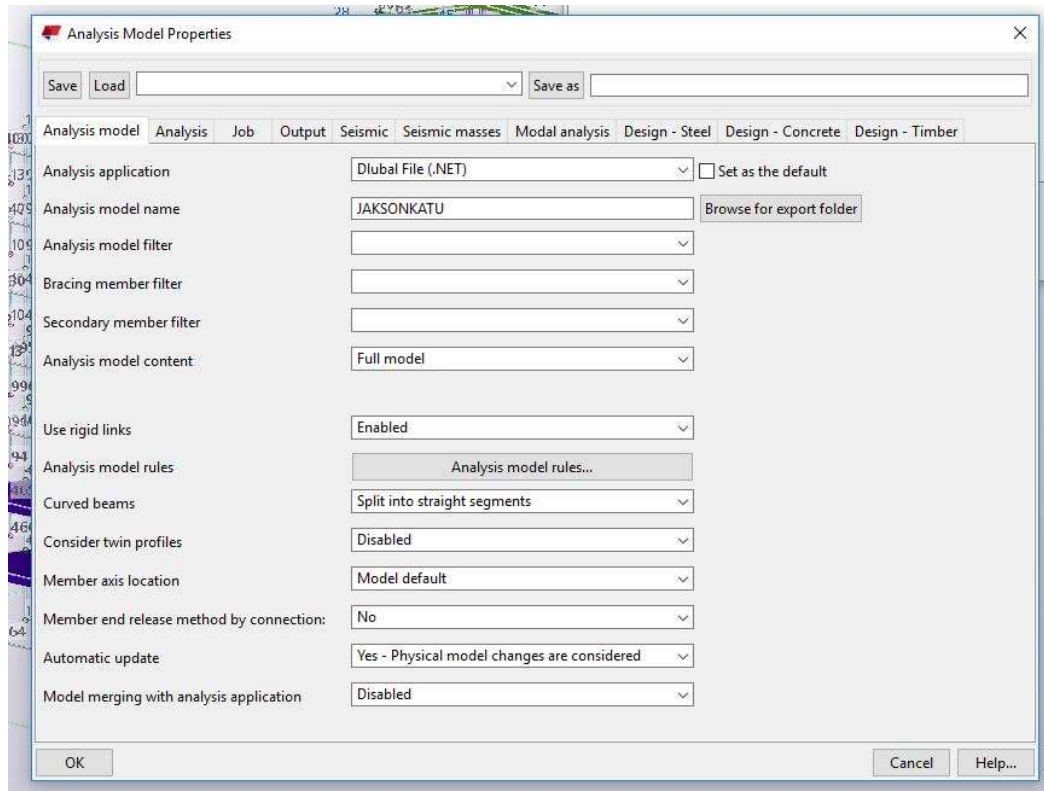 Analysis Model Properties
Save Load Save as
Analysis model Analysis Job Output Seismic Seismic masses Modal analysis Design - Steel Design - Concrete Design - Timber
Analysis application Dlubal File (.NET) Set as the default
Analysis model name JAKSONKATU Browse for export folder
Analysis model filter
Bracing member filter
Secondary member filter
Analysis model content Full model
Use rigid links Enabled
Analysis model rules Analysis model rules...
Curved beams Split into straight segments
Consider twin profiles Disabled
Member axis location Model default
Member end release method by connection: No
Automatic update Yes - Physical model changes are considered
Model merging with analysis application Disabled
OK Cancel Help...